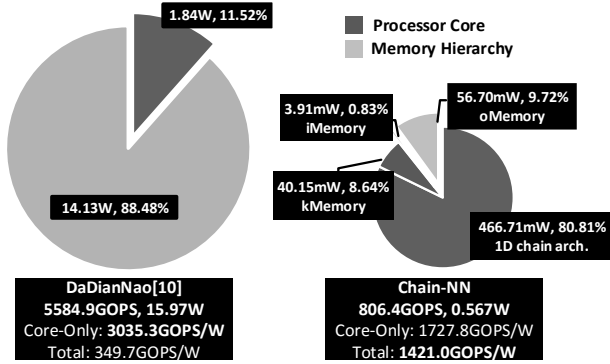 1.84W, 11.52%
Processor Core
Memory Hierarchy
14.13W, 88.48%
3.91mW, 0.83%
iMemory
56.70mW, 9.72%
oMemory
40.15mW, 8.64%
kMemory
466.71mW, 80.81%
1D chain arch.
DaDianNao[10]
5584.9GOPS, 15.97W
Core-Only: 3035.3GOPS/W
Total: 349.7GOPS/W
Chain-NN
806.4GOPS, 0.567W
Core-Only: 1727.8GOPS/W
Total: 1421.0GOPS/W